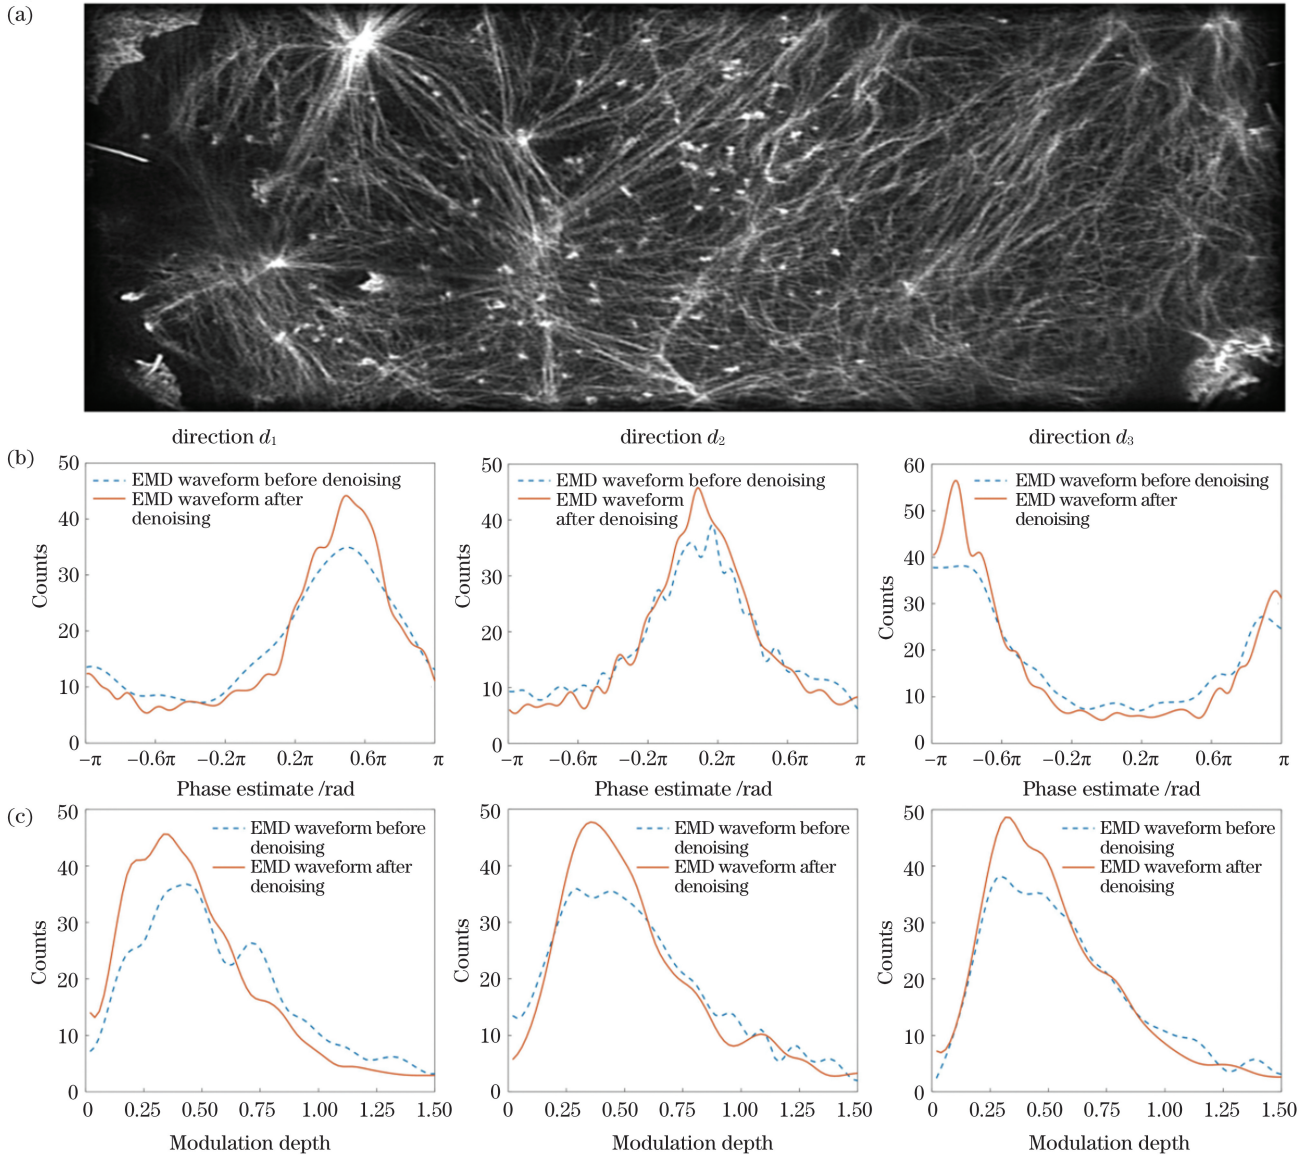 (a)
direction d₁
direction d₂
direction d₃
(b)
50
40
30
20
10
0
Counts
EMD waveform before denoising
EMD waveform after
denoising
−π
−0.6π
−0.2π
0.2π
0.6π
π
Phase estimate /rad
50
40
30
20
10
0
Counts
EMD waveform before denoising
EMD waveform
after denoising
−π
−0.6π
−0.2π
0.2π
0.6π
π
Phase estimate /rad
60
50
40
30
20
10
0
Counts
EMD waveform before denoising
EMD waveform after
denoising
−π
−0.6π
−0.2π
0.2π
0.6π
π
Phase estimate /rad
(c)
50
40
30
20
10
0
Counts
EMD waveform before
denoising
EMD waveform after
denoising
0
0.25
0.50
0.75
1.00
1.25
1.50
Modulation depth
50
40
30
20
10
0
Counts
EMD waveform before
denoising
EMD waveform after
denoising
0
0.25
0.50
0.75
1.00
1.25
1.50
Modulation depth
50
40
30
20
10
0
Counts
EMD waveform before
denoising
EMD waveform after
denoising
0
0.25
0.50
0.75
1.00
1.25
1.50
Modulation depth